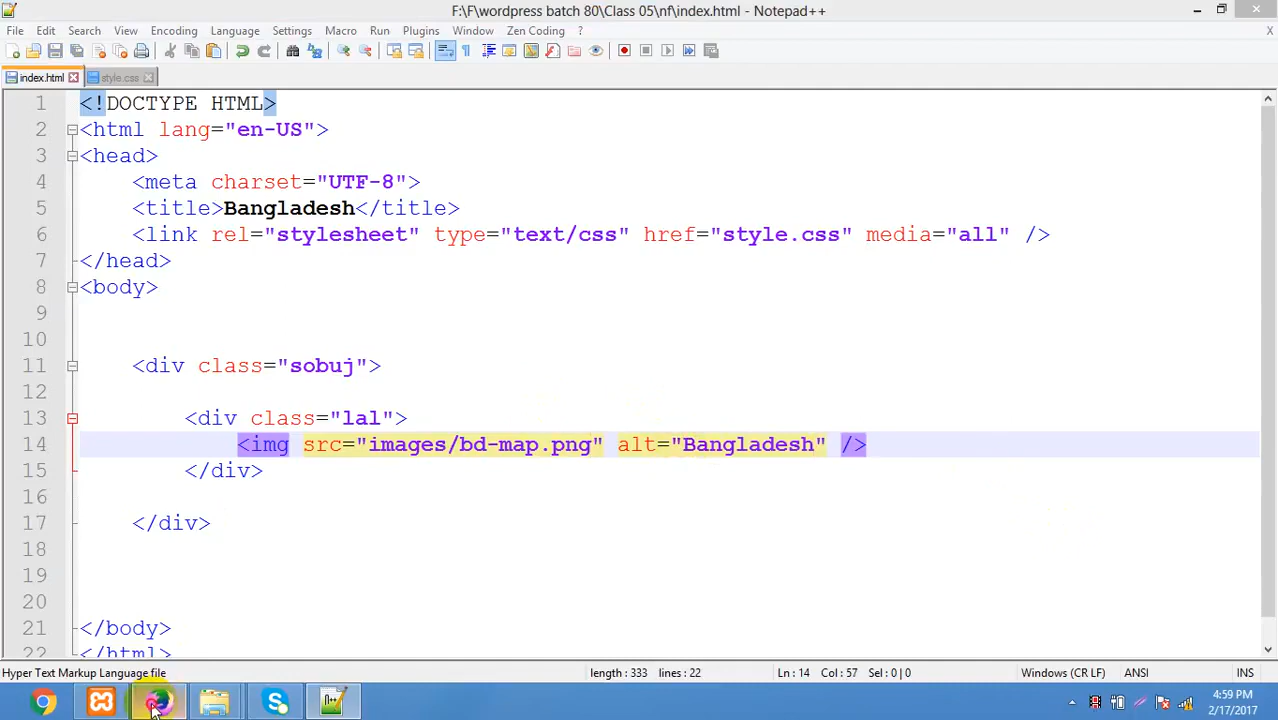 F:\F\wordpress batch 80\Class 05\nf\index.html - Notepad++
File Edit Search View Encoding Language Settings Macro Run Plugins Window Zen Coding ? X
index.html style.css
1 <!DOCTYPE HTML>
2 <html lang="en-US">
3 <head>
4 <meta charset="UTF-8">
5 <title>Bangladesh</title>
6 <link rel="stylesheet" type="text/css" href="style.css" media="all" />
7 </head>
8 <body>
9
10
11 <div class="sobuj">
12
13 <div class="lal">
14 <img src="images/bd-map.png" alt="Bangladesh" />
15 </div>
16
17 </div>
18
19
20
21 </body>
22 </html>
Hyper Text Markup Language file length : 333 lines : 22 Ln : 14 Col : 57 Sel : 0 | 0 Windows (CR LF) ANSI INS
4:59 PM
2/17/2017